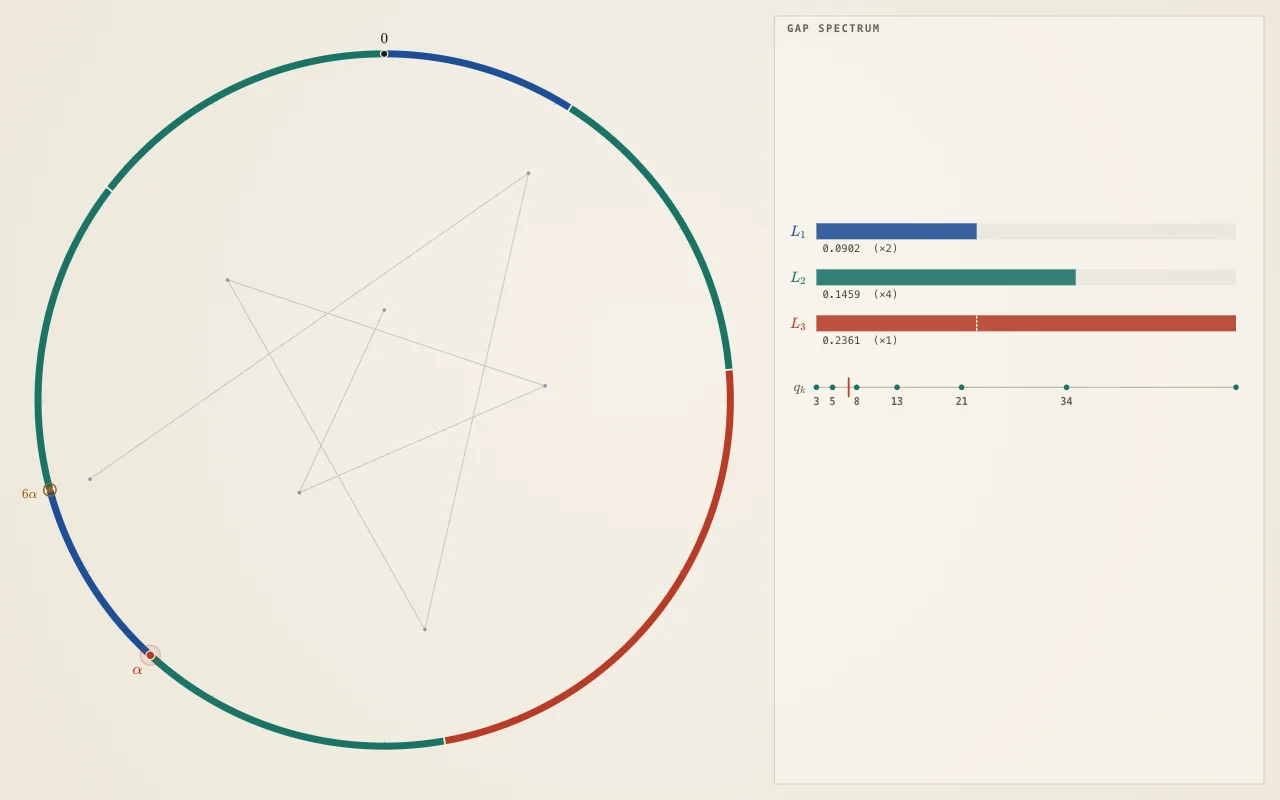 0
6α
α
GAP SPECTRUM
L₁
0.0902 (×2)
L₂
0.1459 (×4)
L₃
0.2361 (×1)
qₖ
3 5 8 13 21 34